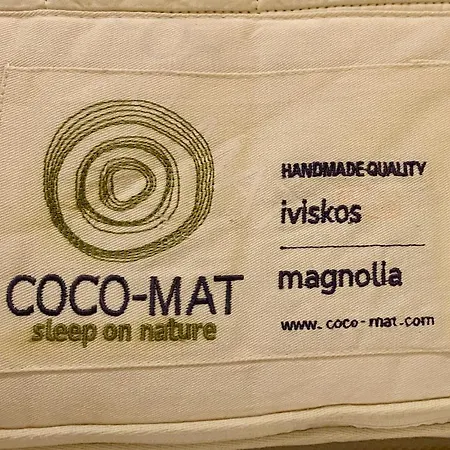 COCO-MAT
sleep on nature
HANDMADE QUALITY
iviskos
magnolia
www.coco-mat.com